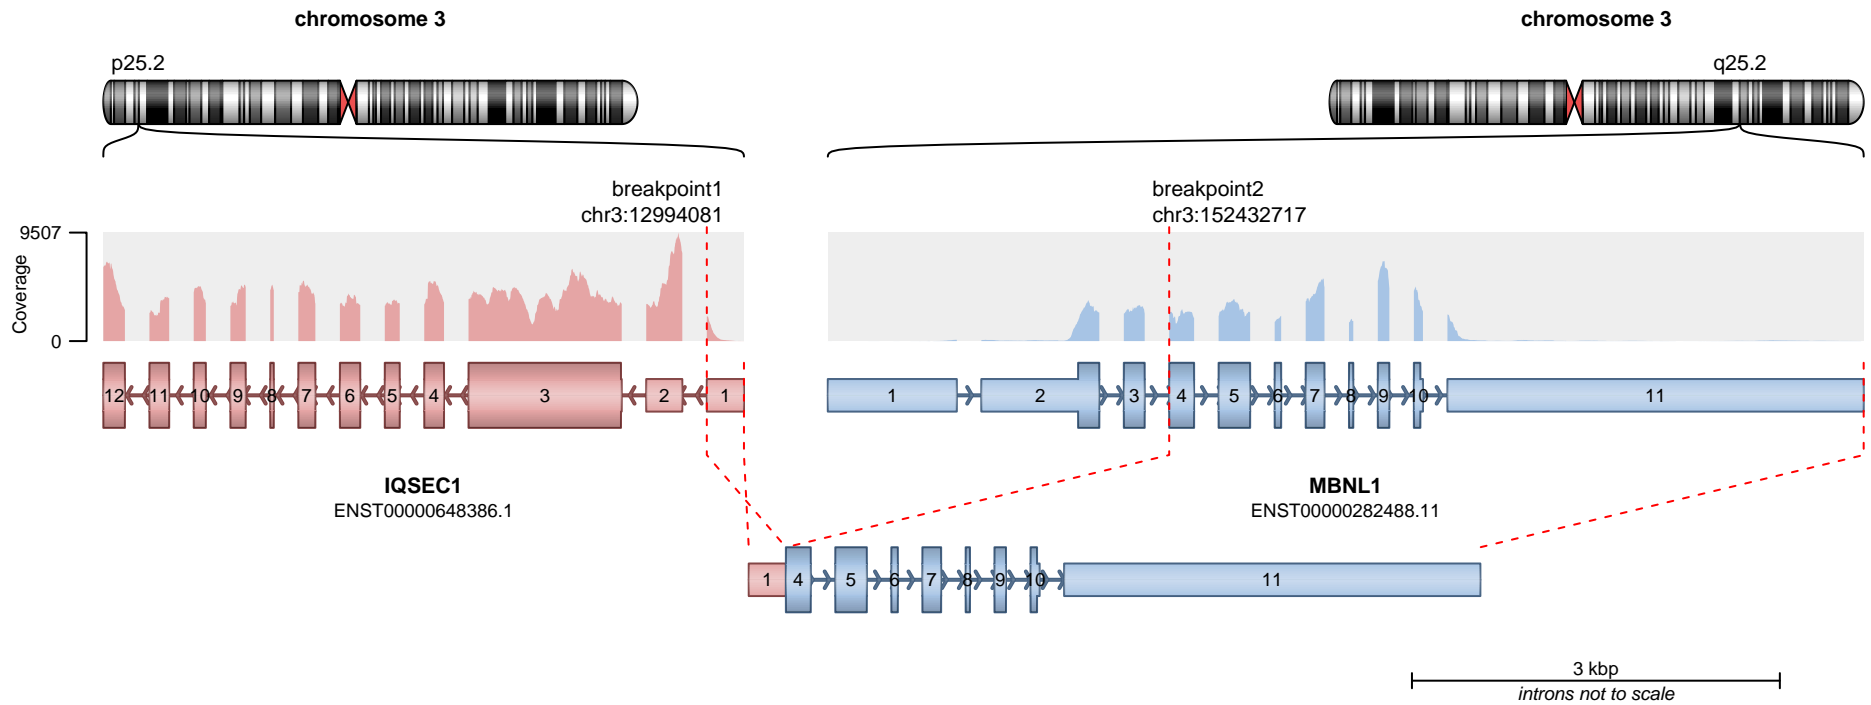 chromosome 3
chromosome 3
p25.2
q25.2
breakpoint1
chr3:12994081
breakpoint2
chr3:152432717
9507
Coverage
0
12 11 10 9 8 7 6 5 4 3 2 1
1 2 3 4 5 6 7 8 9 10 11
IQSEC1
ENST00000648386.1
MBNL1
ENST00000282488.11
1 4 5 6 7 8 9 10 11
3 kbp
introns not to scale